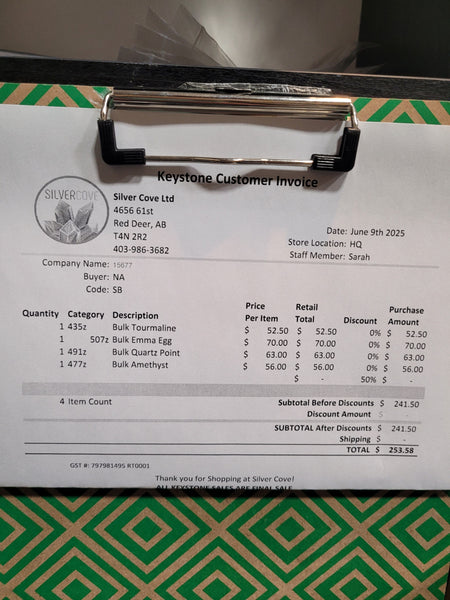 Keystone Customer Invoice
SILVERCOVE
Silver Cove Ltd
4656 61st
Red Deer, AB
T4N 2R2
403-986-3682
Date: June 9th 2025
Store Location: HQ
Staff Member: Sarah
Company Name: 15677
Buyer: NA
Code: SB
Quantity Category Description Price Per Item Retail Total Discount Purchase Amount
1 435z Bulk Tourmaline $ 52.50 $ 52.50 0% $ 52.50
1 507z Bulk Emma Egg $ 70.00 $ 70.00 0% $ 70.00
1 491z Bulk Quartz Point $ 63.00 $ 63.00 0% $ 63.00
1 477z Bulk Amethyst $ 56.00 $ 56.00 0% $ 56.00
$ - 50% $ -
4 Item Count Subtotal Before Discounts $ 241.50
Discount Amount $ -
SUBTOTAL After Discounts $ 241.50
Shipping $ -
TOTAL $ 253.58
GST #: 797981495 RT0001
Thank you for Shopping at Silver Cove!
ALL KEYSTONE SALES ARE FINAL SALE